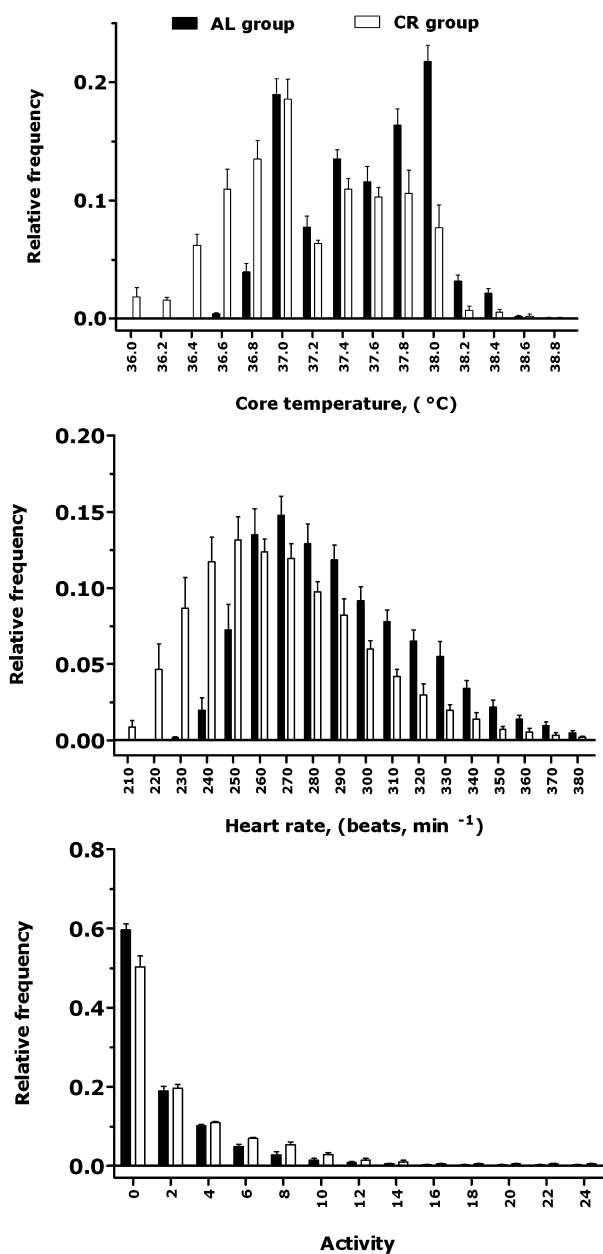 AL group CR group
Relative frequency
0.2
0.1
0.0
36.0 36.2 36.4 36.6 36.8 37.0 37.2 37.4 37.6 37.8 38.0 38.2 38.4 38.6 38.8
Core temperature, ( °C)
Relative frequency
0.20
0.15
0.10
0.05
0.00
210 220 230 240 250 260 270 280 290 300 310 320 330 340 350 360 370 380
Heart rate, (beats, min ⁻¹)
Relative frequency
0.8
0.6
0.4
0.2
0.0
0 2 4 6 8 10 12 14 16 18 20 22 24
Activity